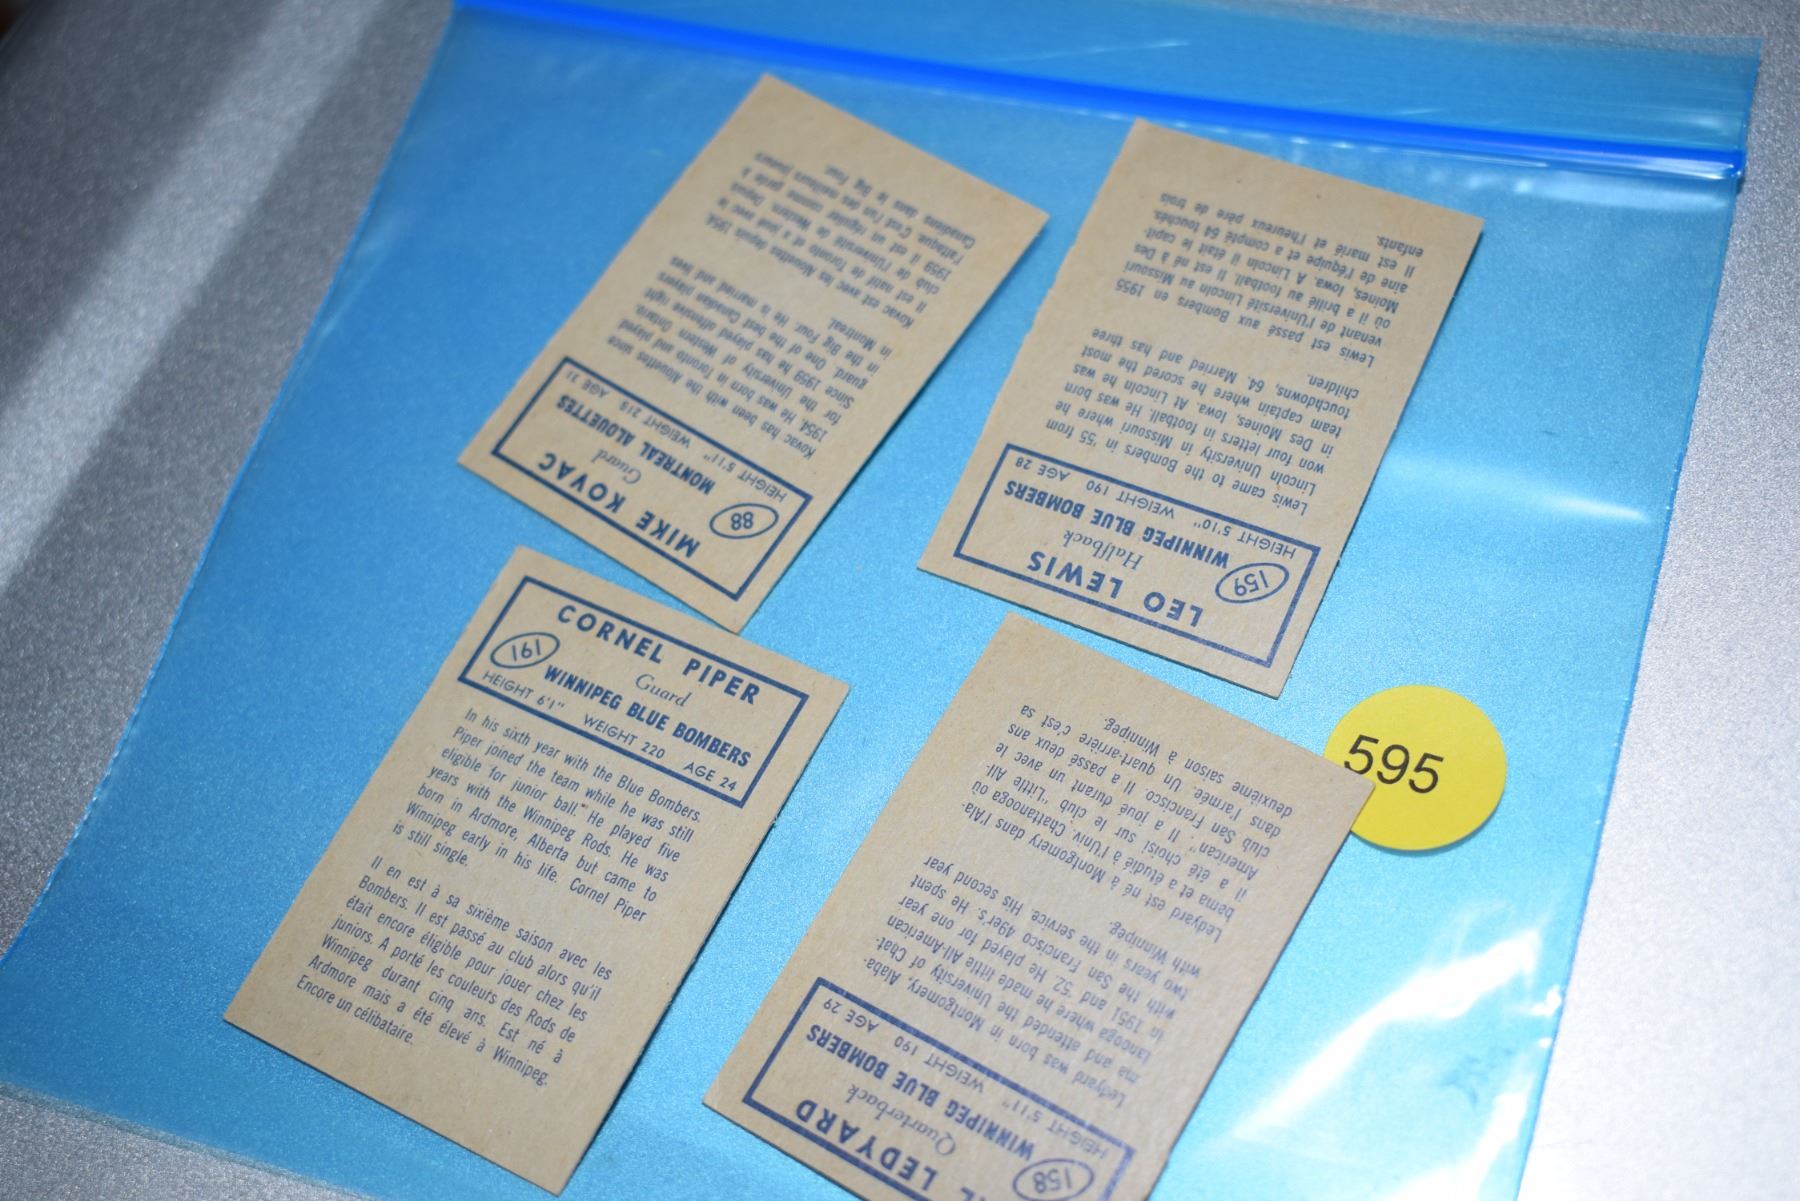 MIKE KOVAC
Guard
88
MONTREAL ALOUETTES
HEIGHT 5'11" WEIGHT 215 AGE 31
Kovac has been with the Alouettes since
1954. He was born in Toronto and played
for the University of Western Ontario.
Since 1959 he has played offensive right
guard. One of the best Canadian players
in the Big Four. He is married and lives
in Montreal.
Kovac est avec les Alouettes depuis 1954.
Il est natif de Toronto et a joué avec le
club de l'Université de Western. Depuis
1959 il est un réguier comme garde à
l'attaque. C'est l'un des meilleurs joueurs
Canadiens dans le Big Four.
LEO LEWIS
Halfback
159
WINNIPEG BLUE BOMBERS
HEIGHT 5'10" WEIGHT 190 AGE 28
Lewis came to the Bombers in '55 from
Lincoln University in Missouri where he
won four letters in football. He was born
in Des Moines, Iowa. At Lincoln he was
team captain where he scored the most
touchdowns, 64. Married and has three
children.
Lewis est passé aux Bombers en 1955
venant de l'Université Lincoln au Missouri
où il a brillé au football. Il est né à Des
Moines, Iowa. A Lincoln il était le capit-
aine de l'équipe et a compté 64 touchés.
Il est marié et l'heureux père de trois
enfants.
CORNEL PIPER
Guard
191
WINNIPEG BLUE BOMBERS
HEIGHT 6'1" WEIGHT 220 AGE 24
In his sixth year with the Blue Bombers.
Piper joined the team while he was still
eligible for junior ball. He played five
years with the Winnipeg Rods. He was
born in Ardmore, Alberta but came to
Winnipeg early in his life. Cornel Piper
is still single.
Il en est à sa sixième saison avec les
Bombers. Il est passé au club alors qu'il
était encore éligible pour jouer chez les
juniors. A porté les couleurs des Rods de
Winnipeg durant cinq ans. Est né à
Ardmore mais a été élevé à Winnipeg.
Encore un célibataire.
LEDYARD
Quarterback
158
WINNIPEG BLUE BOMBERS
HEIGHT 5'11" WEIGHT 190 AGE 29
Ledyard was born in Montgomery, Alaba-
ma and attended the University of Chat-
tanooga where he made little All-American
in 1951 and '52. He played for one year
with the San Francisco 49er's. He spent
two years in the service His second year
with Winnipeg.
Ledyard est né à Montgomery dans l'Ala-
bama et a étudié à l'Univ. Chattanooga où
il a été choisi sur le club "Little All-
American". Il a joué durant un avec le
club San Francisco. Il a passé deux ans
dans l'armée. Un quart-arrière c'est sa
deuxième saison à Winnipeg.
595